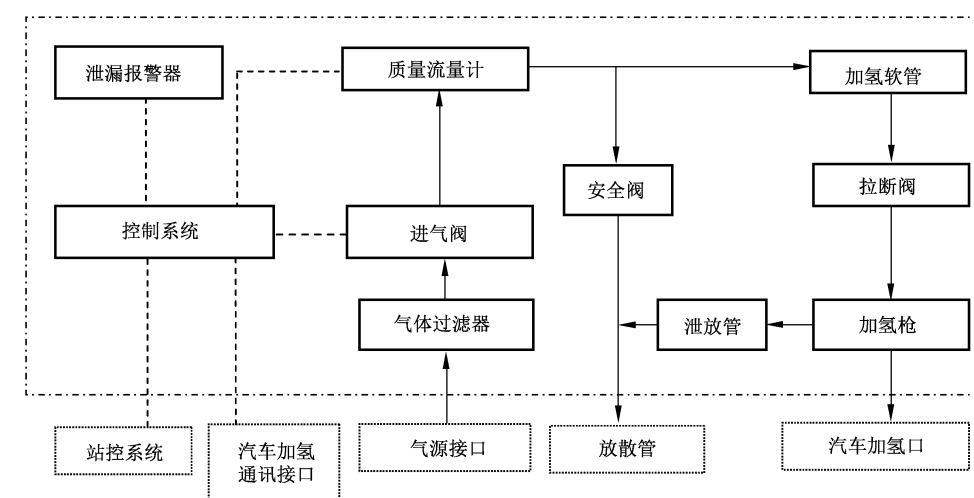 泄漏报警器
质量流量计
加氢软管
安全阀
拉断阀
控制系统
进气阀
气体过滤器
泄放管
加氢枪
站控系统
汽车加氢
通讯接口
气源接口
放散管
汽车加氢口